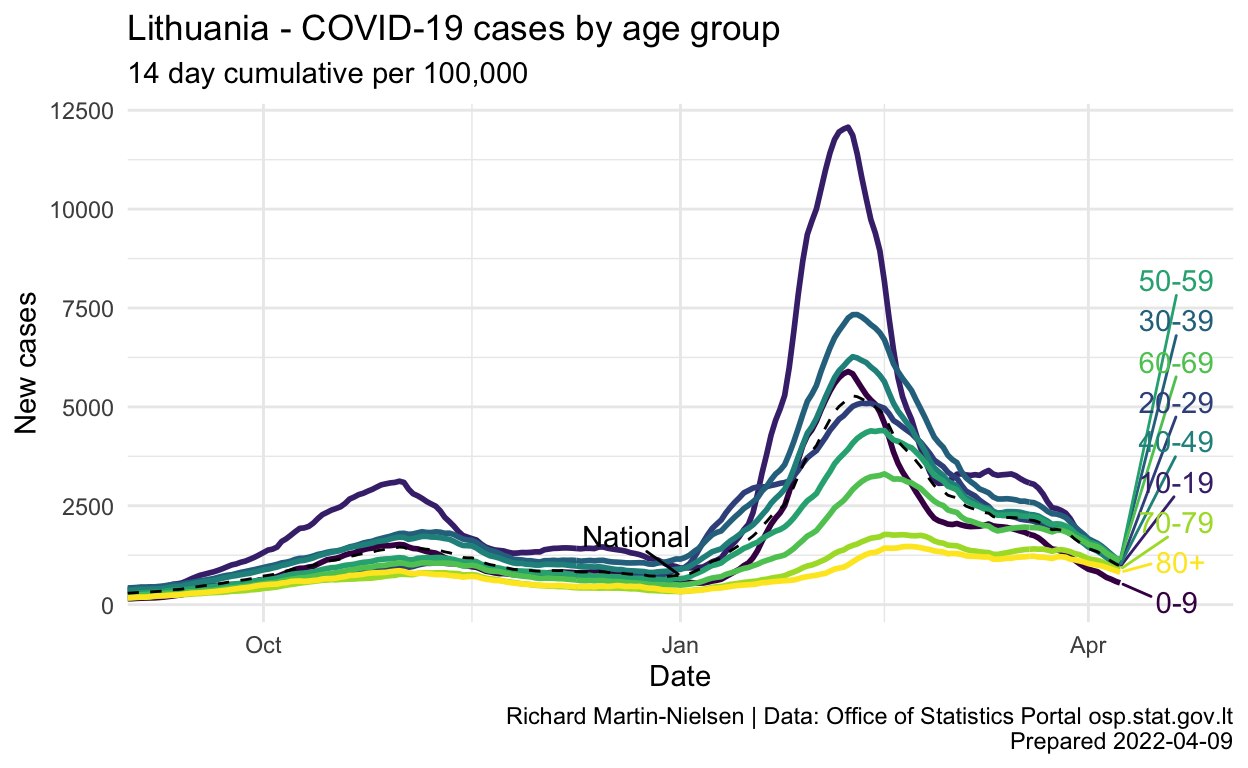 Lithuania - COVID-19 cases by age group
14 day cumulative per 100,000
New cases
12500
10000
7500
5000
2500
0
National
50-59
30-39
60-69
20-29
40-49
10-19
70-79
80+
0-9
Oct
Jan
Apr
Date
Richard Martin-Nielsen | Data: Office of Statistics Portal osp.stat.gov.lt
Prepared 2022-04-09